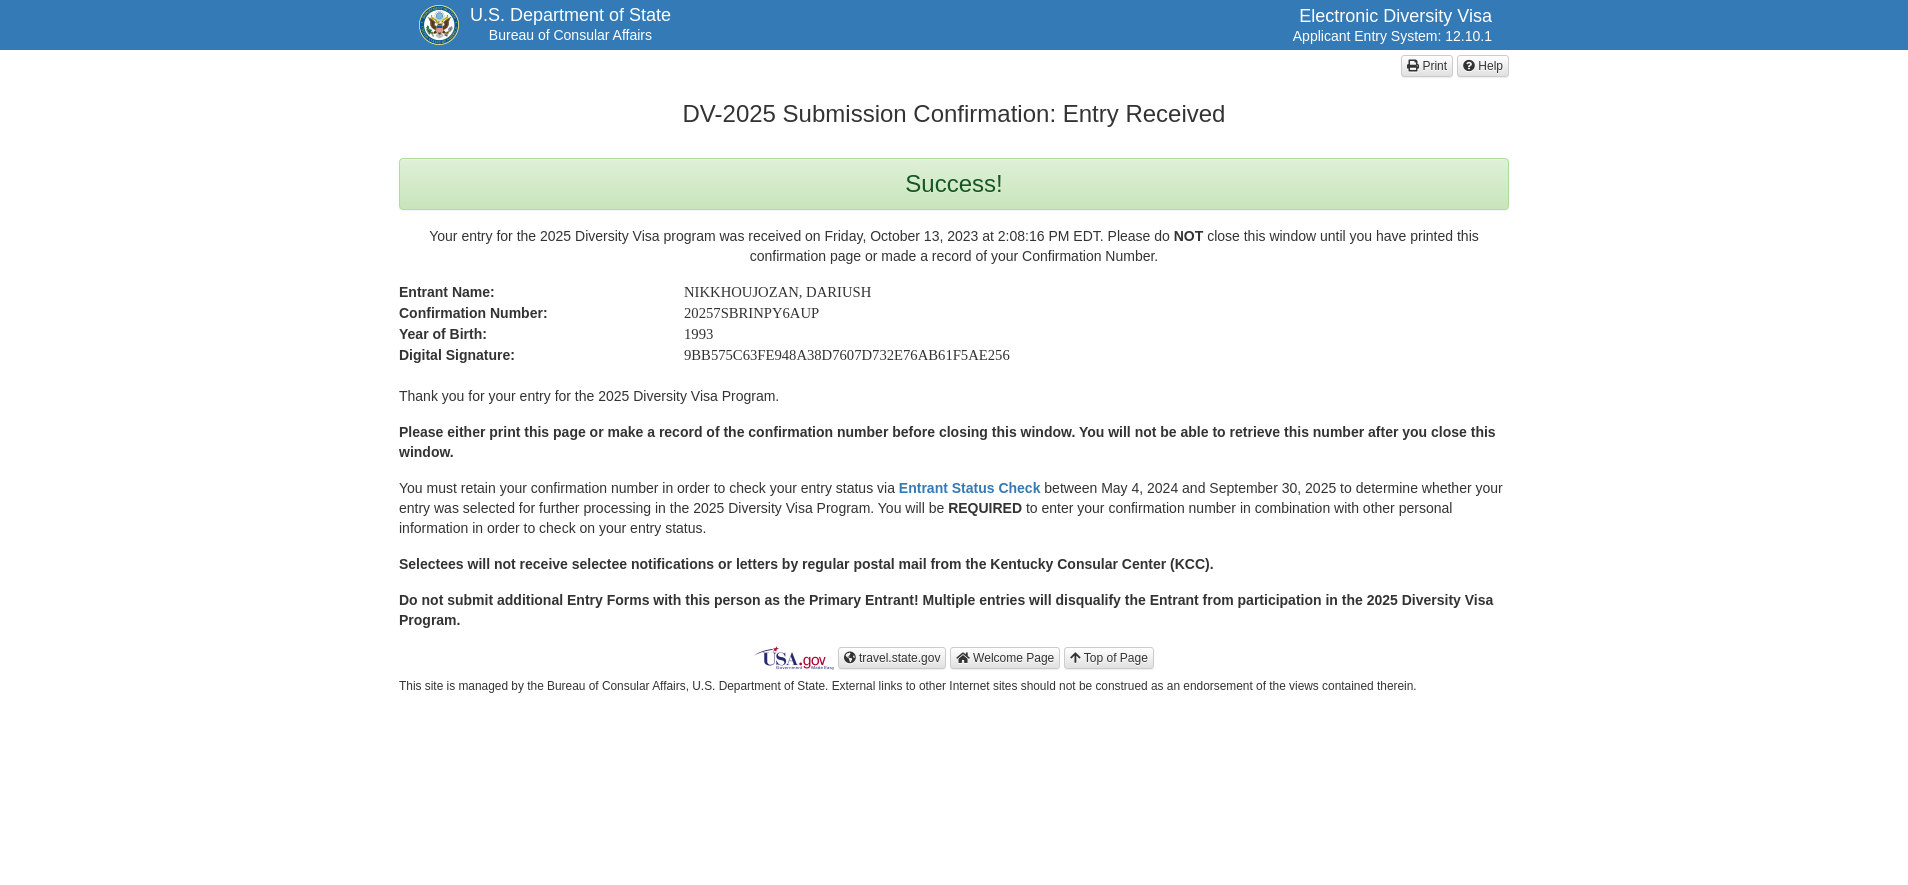 U.S. Department of State
Bureau of Consular Affairs
Electronic Diversity Visa
Applicant Entry System: 12.10.1
Print
Help
DV-2025 Submission Confirmation: Entry Received
Success!
Your entry for the 2025 Diversity Visa program was received on Friday, October 13, 2023 at 2:08:16 PM EDT. Please do NOT close this window until you have printed this
confirmation page or made a record of your Confirmation Number.
Entrant Name: NIKKHOUJOZAN, DARIUSH
Confirmation Number: 20257SBRINPY6AUP
Year of Birth: 1993
Digital Signature: 9BB575C63FE948A38D7607D732E76AB61F5AE256
Thank you for your entry for the 2025 Diversity Visa Program.
Please either print this page or make a record of the confirmation number before closing this window. You will not be able to retrieve this number after you close this
window.
You must retain your confirmation number in order to check your entry status via Entrant Status Check between May 4, 2024 and September 30, 2025 to determine whether your
entry was selected for further processing in the 2025 Diversity Visa Program. You will be REQUIRED to enter your confirmation number in combination with other personal
information in order to check on your entry status.
Selectees will not receive selectee notifications or letters by regular postal mail from the Kentucky Consular Center (KCC).
Do not submit additional Entry Forms with this person as the Primary Entrant! Multiple entries will disqualify the Entrant from participation in the 2025 Diversity Visa
Program.
USA.gov
Government Made Easy
travel.state.gov
Welcome Page
Top of Page
This site is managed by the Bureau of Consular Affairs, U.S. Department of State. External links to other Internet sites should not be construed as an endorsement of the views contained therein.